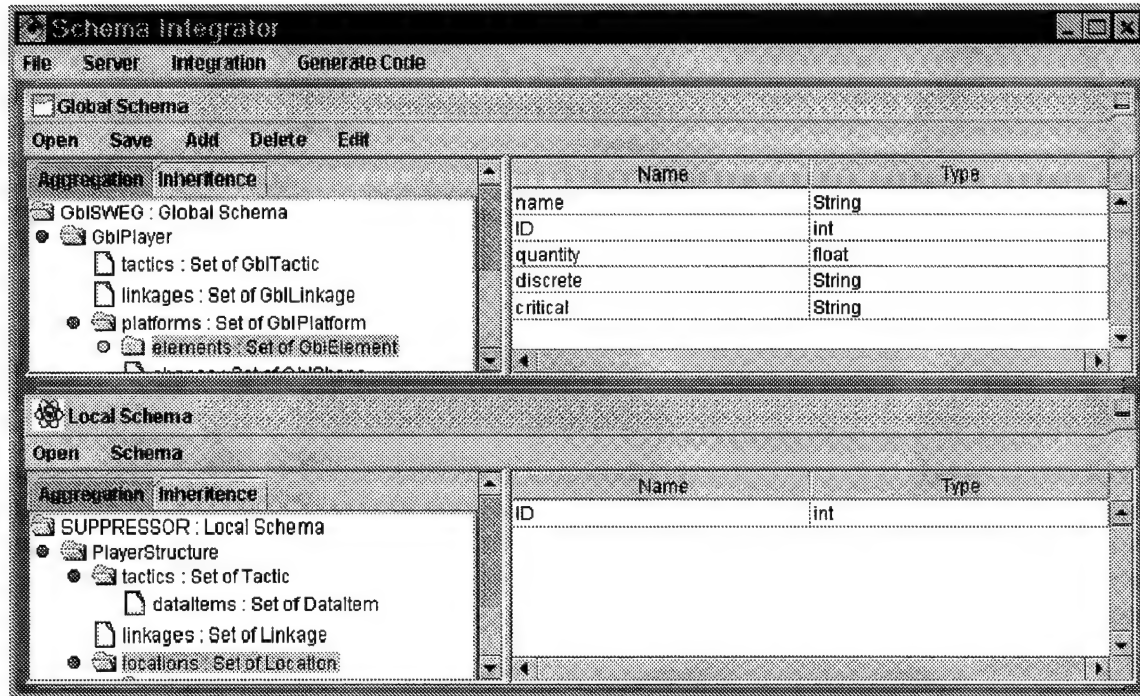 Schema Integrator
File Server Integration Generate Code
Global Schema
Open Save Add Delete Edit
Aggregation Inheritence
GblSWEG : Global Schema
GblPlayer
tactics : Set of GblTactic
linkages : Set of GblLinkage
platforms : Set of GblPlatform
elements : Set of GblElement
Name Type
name String
ID int
quantity float
discrete String
critical String
Local Schema
Open Schema
Aggregation Inheritence
SUPPRESSOR : Local Schema
PlayerStructure
tactics : Set of Tactic
dataItems : Set of DataItem
linkages : Set of Linkage
locations : Set of Location
Name Type
ID int